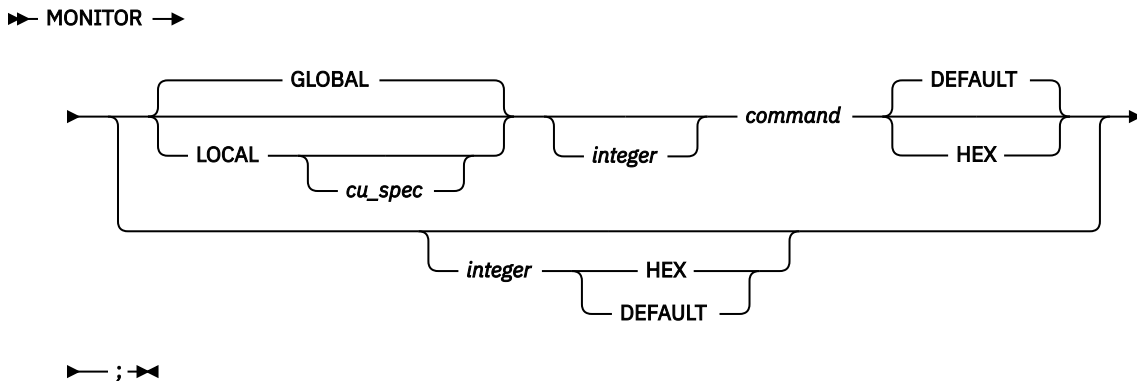 MONITOR
GLOBAL
DEFAULT
integer
command
LOCAL
HEX
cu_spec
integer
HEX
DEFAULT
;